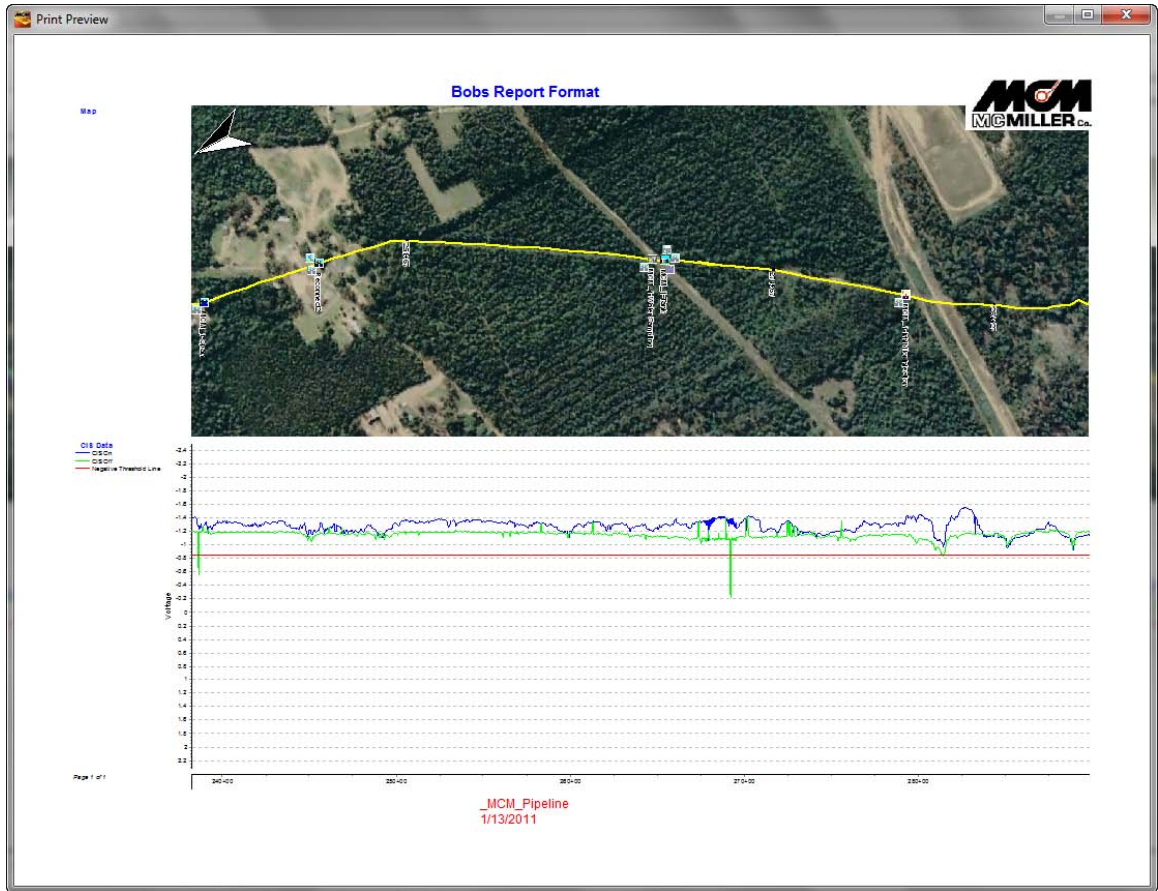 Print Preview
Bobs Report Format
Map
MCM
MCMILLER Co.
CIS Data
CISOn
CISOff
Negative Threshold Line
-2.4
-2.2
-2
-1.8
-1.6
-1.4
-1.2
-1
-0.8
-0.6
-0.4
-0.2
0
0.2
0.4
0.6
0.8
1
1.2
1.4
1.6
1.8
2
2.2
Voltage
Page 1 of 1
240+00
250+00
260+00
270+00
280+00
_MCM_Pipeline
1/13/2011